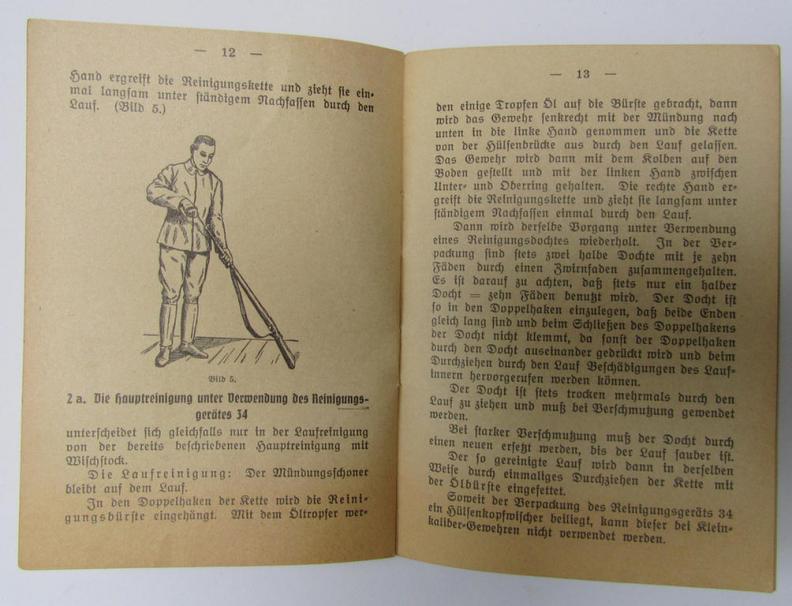 — 12 —
Hand ergreift die Reinigungskette und zieht sie ein-
mal langsam unter ständigem Nachfassen durch den
Lauf. (Bild 5.)
Bild 5.
2 a. Die Hauptreinigung unter Verwendung des Reinigungs-
gerätes 34
unterscheidet sich gleichfalls nur in der Laufreinigung
von der bereits beschriebenen Hauptreinigung mit
Wischstock.
Die Laufreinigung: Der Mündungsschoner
bleibt auf dem Lauf.
In den Doppelhaken der Kette wird die Reini-
gungsbürste eingehängt. Mit dem Öltropfer wer-
— 13 —
den einige Tropfen Öl auf die Bürste gebracht, dann
wird das Gewehr senkrecht mit der Mündung nach
unten in die linke Hand genommen und die Kette
von der Hülsenbrücke aus durch den Lauf gelassen.
Das Gewehr wird dann mit dem Kolben auf den
Boden gestellt und mit der linken Hand zwischen
Unter- und Oberring gehalten. Die rechte Hand er-
greift die Reinigungskette und zieht sie langsam unter
ständigem Nachfassen einmal durch den Lauf.
Dann wird derselbe Vorgang unter Verwendung
eines Reinigungsdochtes wiederholt. In der Ver-
packung sind stets zwei halbe Dochte mit je zehn
Fäden durch einen Zwirnfaden zusammengehalten.
Es ist darauf zu achten, daß stets nur ein halber
Docht = zehn Fäden benutzt wird. Der Docht ist
so in den Doppelhaken einzulegen, daß beide Enden
gleich lang sind und beim Schließen des Doppelhakens
der Docht nicht klemmt, da sonst der Doppelhaken
durch den Docht auseinander gedrückt wird und beim
Durchziehen durch den Lauf Beschädigungen des Lauf-
innern hervorgerufen werden können.
Der Docht ist stets trocken mehrmals durch den
Lauf zu ziehen und muß bei Verschmutzung gewendet
werden.
Bei starker Verschmutzung muß der Docht durch
einen neuen ersetzt werden, bis der Lauf sauber ist.
Der so gereinigte Lauf wird dann in derselben
Weise durch einmaliges Durchziehen der Kette mit
der Ölbürste eingefettet.
Soweit der Verpackung des Reinigungsgeräts 34
ein Hülsenkopfwischer beiliegt, kann dieser bei Klein-
kaliber-Gewehren nicht verwendet werden.